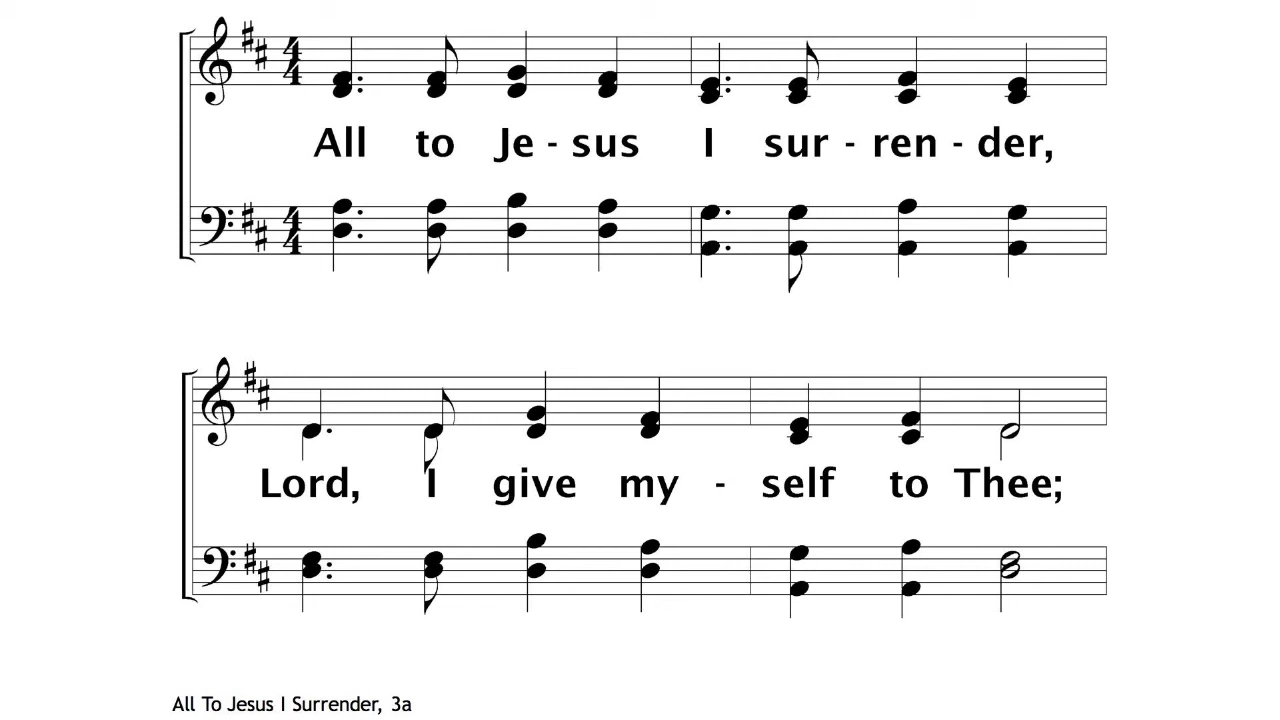 All to Je - sus I sur - ren - der,
Lord, I give my - self to Thee;
All To Jesus I Surrender, 3a